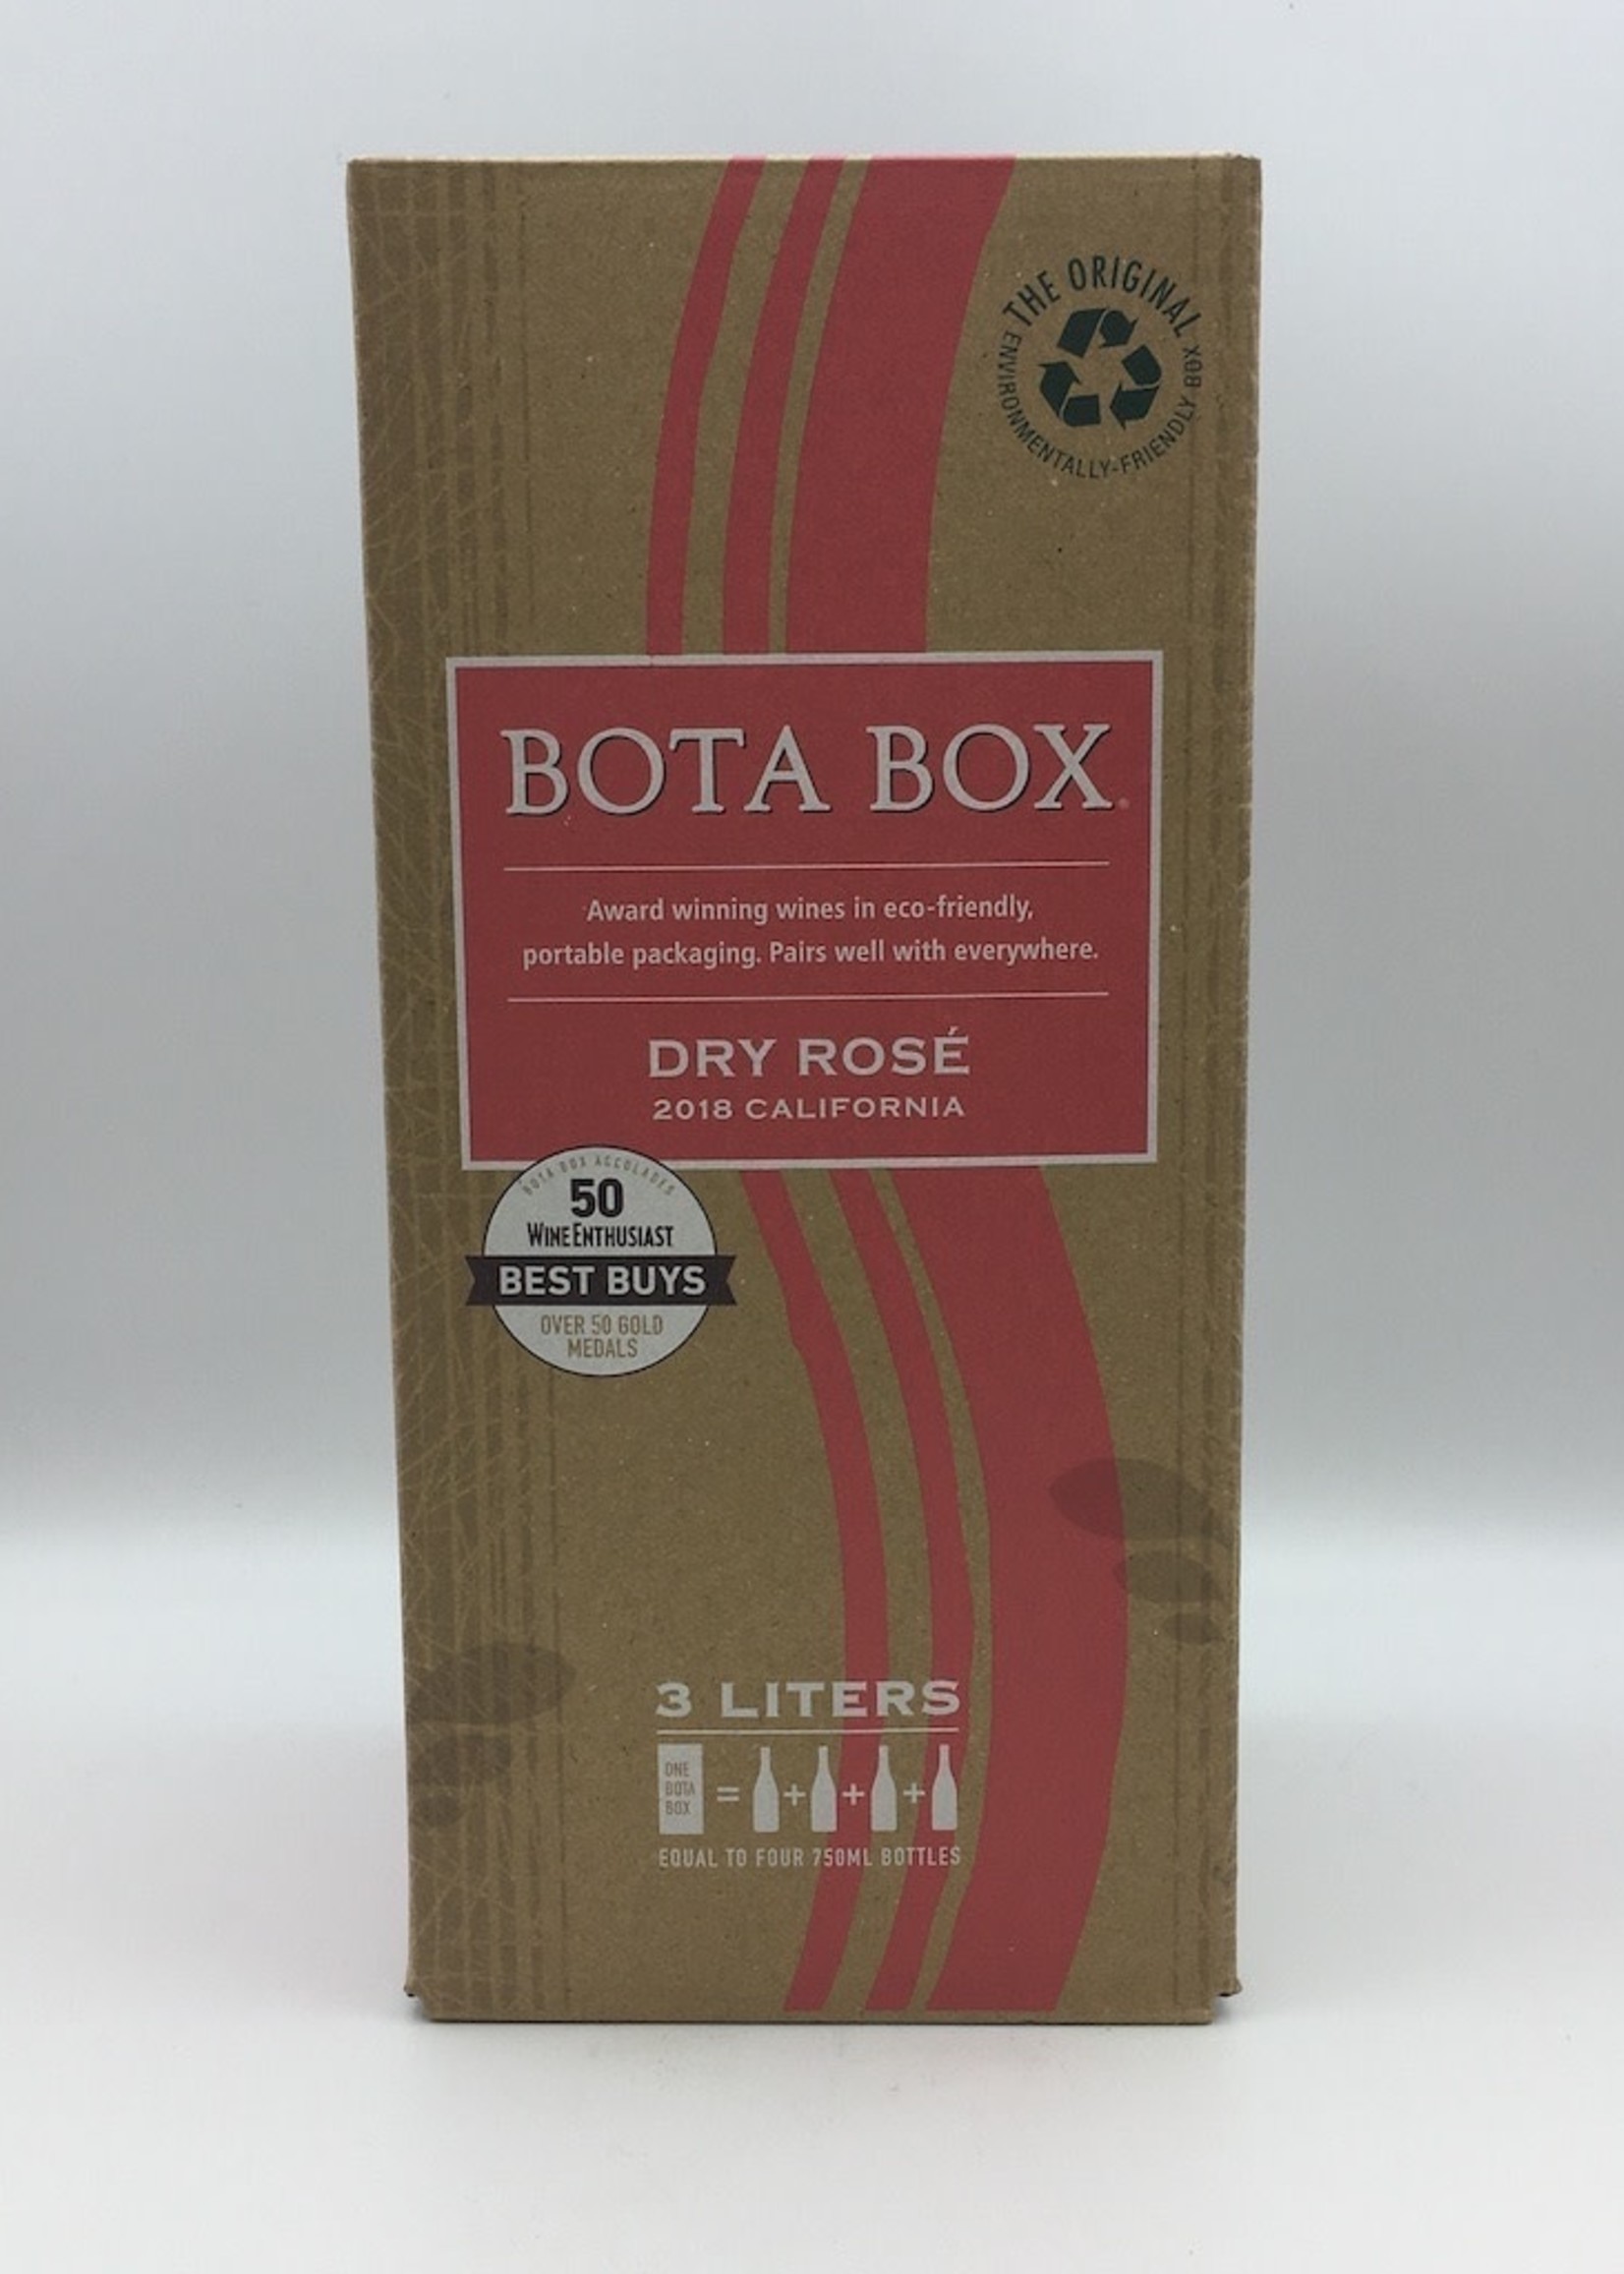 THE ORIGINAL
ENVIRONMENTALLY-FRIENDLY BOX
BOTA BOX®
Award winning wines in eco-friendly,
portable packaging. Pairs well with everywhere.
DRY ROSÉ
2018 CALIFORNIA
BOTA BOX ACCOLADES
50
WINE ENTHUSIAST
BEST BUYS
OVER 50 GOLD
MEDALS
3 LITERS
ONE
BOTA
BOX
= + + +
EQUAL TO FOUR 750ML BOTTLES